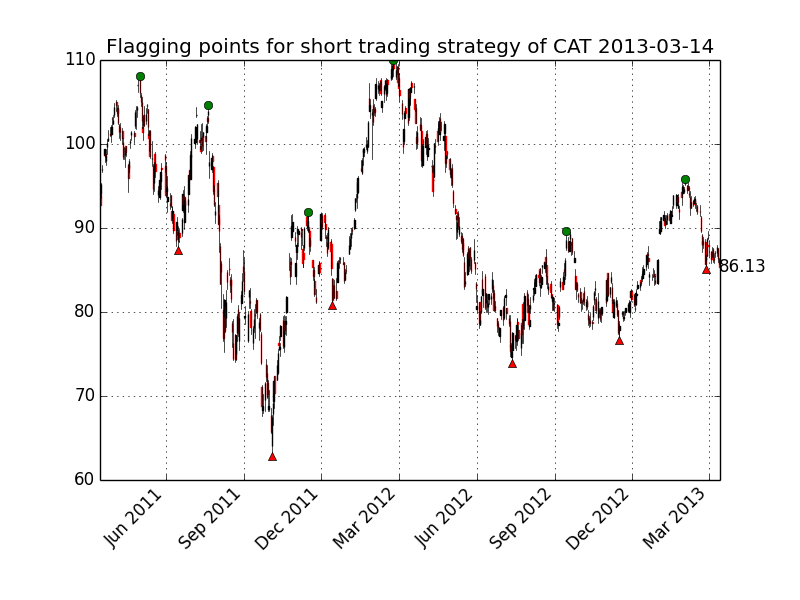 Flagging points for short trading strategy of CAT 2013-03-14
110
100
90
80
70
60
86.13
Jun 2011
Sep 2011
Dec 2011
Mar 2012
Jun 2012
Sep 2012
Dec 2012
Mar 2013